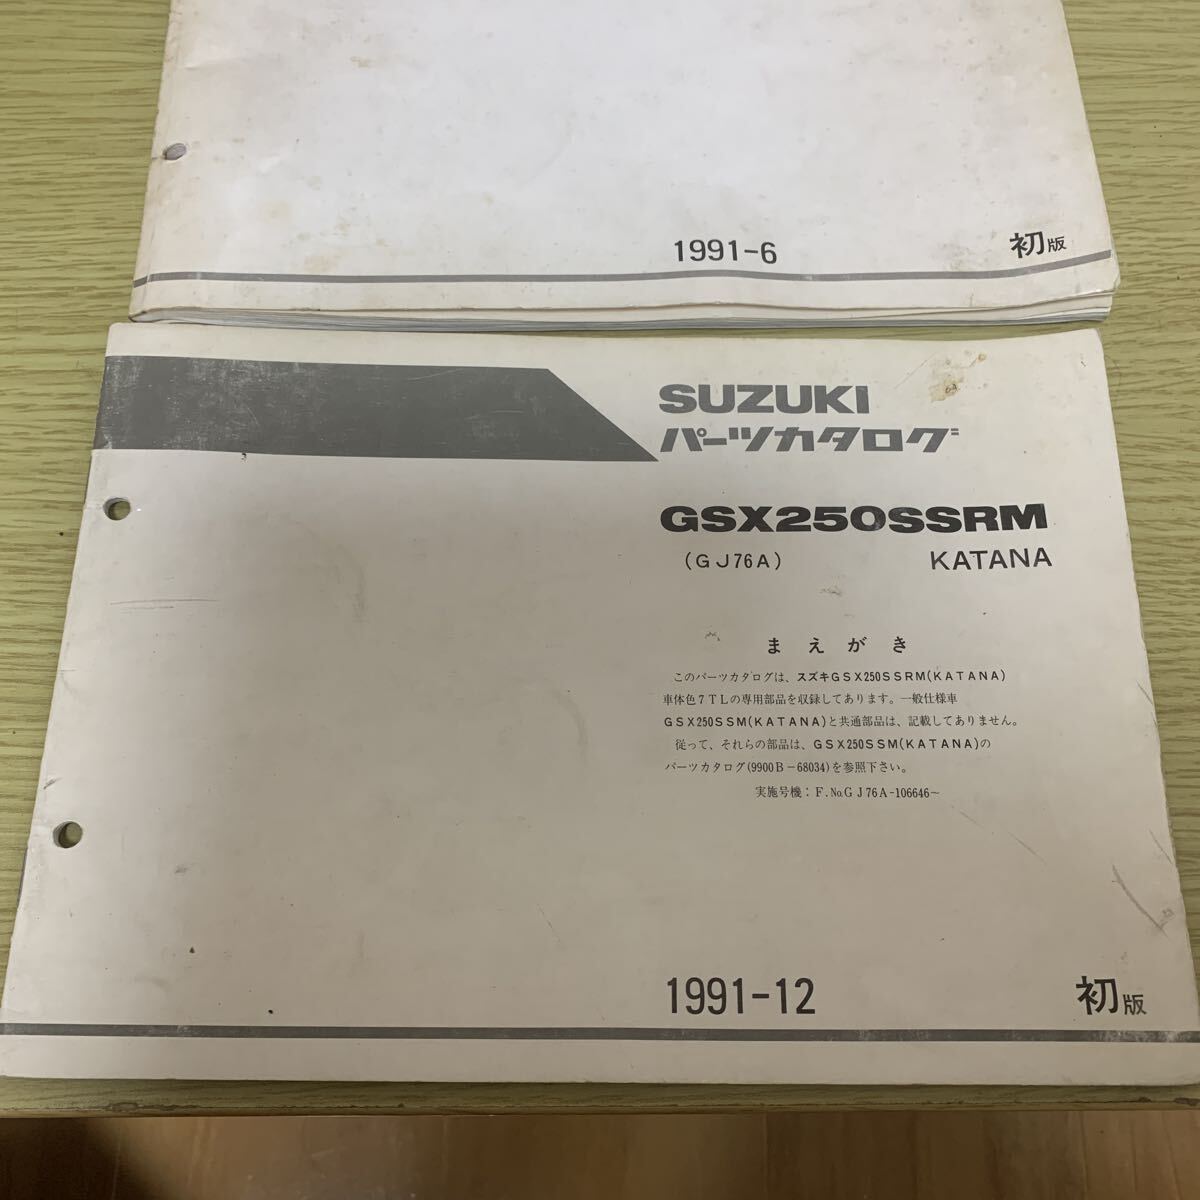 1991-6
初版
SUZUKI
パーツカタログ
GSX250SSRM
(GJ76A) KATANA
まえがき
このパーツカタログは、スズキGSX250SSRM(KATANA)
車体色7TLの専用部品を収録してあります。一般仕様車
GSX250SSM(KATANA)と共通部品は、記載してありません。
従って、それらの部品は、GSX250SSM(KATANA)の
パーツカタログ(9900B-68034)を参照下さい。
実施号機：F.No.GJ76A-106646～
1991-12
初版